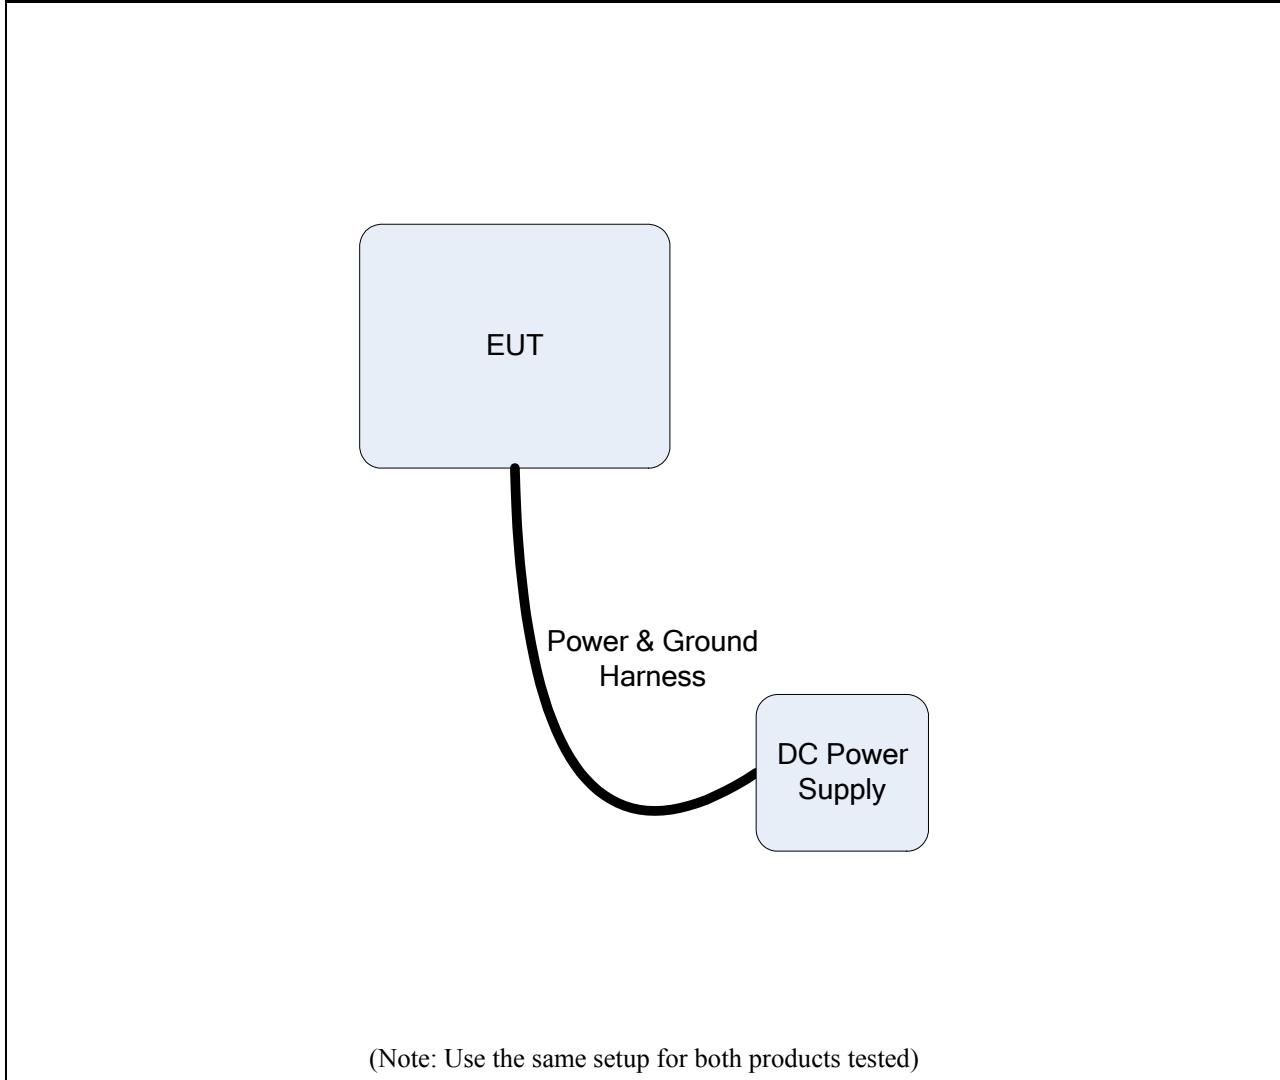 EUT
Power & Ground
Harness
DC Power
Supply
(Note: Use the same setup for both products tested)